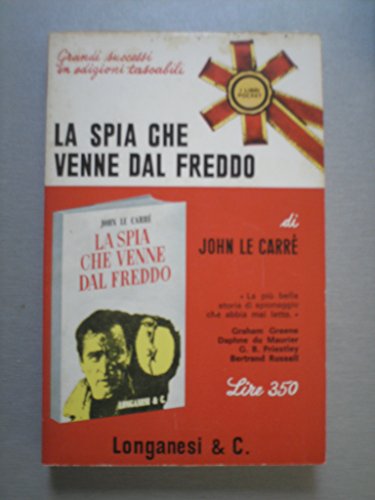 Grandi successi
in edizioni tascabili
I LIBRI
POCKET
LA SPIA CHE
VENNE DAL FREDDO
di
JOHN LE CARRÉ
JOHN LE CARRÉ
LA SPIA
CHE VENNE
DAL FREDDO
LONGANESI & C.
« La più bella
storia di spionaggio
che abbia mai letto. »
Graham Greene
Daphne du Maurier
G. B. Priestley
Bertrand Russell
Lire 350
Longanesi & C.